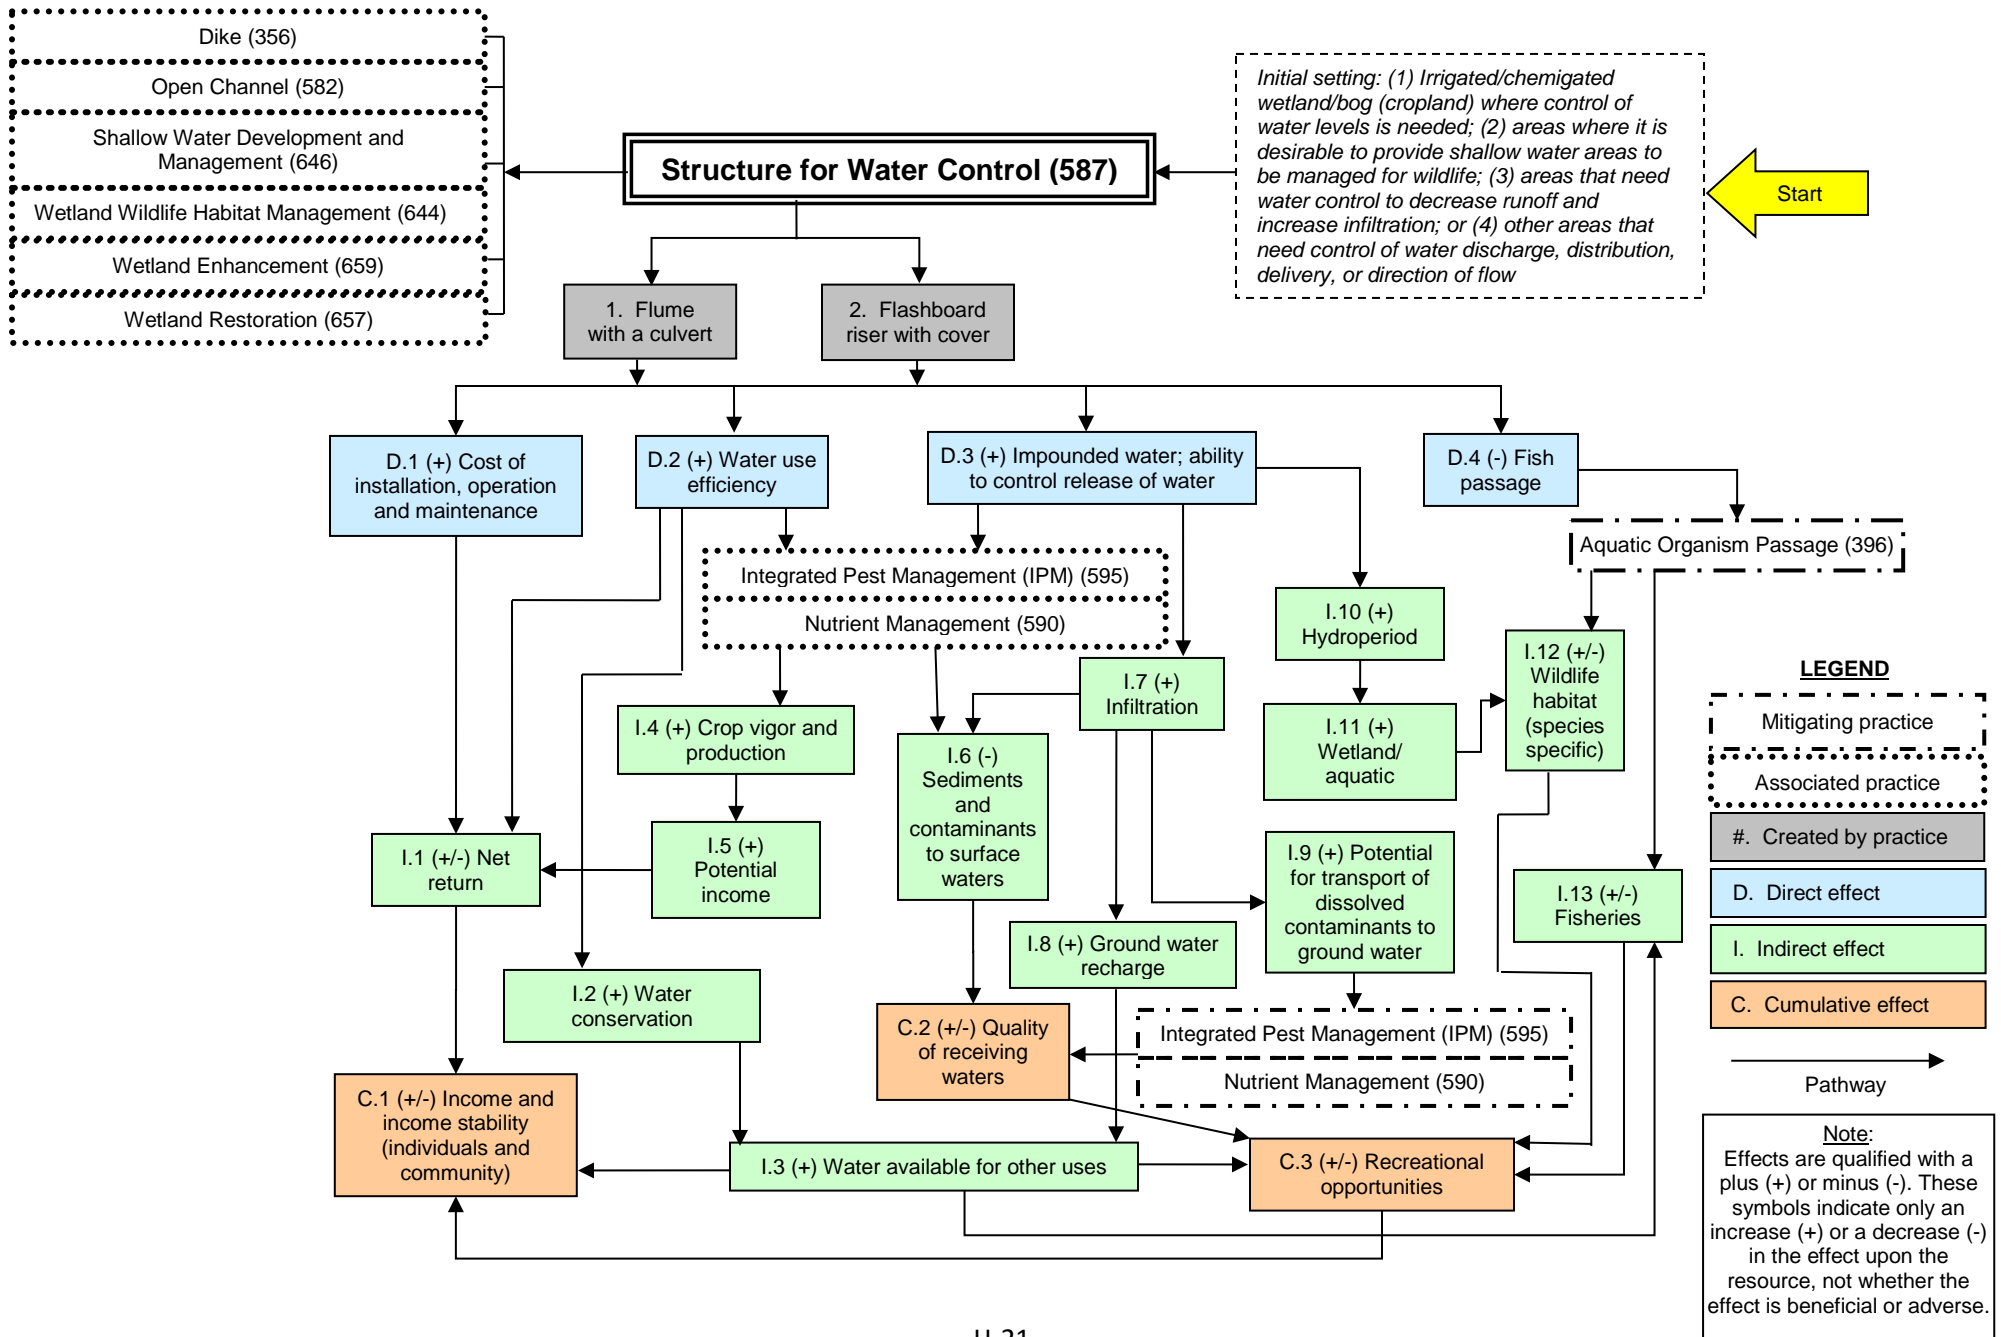 Dike (356)
Open Channel (582)
Shallow Water Development and
Management (646)
Wetland Wildlife Habitat Management (644)
Wetland Enhancement (659)
Wetland Restoration (657)
Structure for Water Control (587)
Initial setting: (1) Irrigated/chemigated
wetland/bog (cropland) where control of
water levels is needed; (2) areas where it is
desirable to provide shallow water areas to
be managed for wildlife; (3) areas that need
water control to decrease runoff and
increase infiltration; or (4) other areas that
need control of water discharge, distribution,
delivery, or direction of flow
Start
1. Flume
with a culvert
2. Flashboard
riser with cover
D.1 (+) Cost of
installation, operation
and maintenance
D.2 (+) Water use
efficiency
D.3 (+) Impounded water; ability
to control release of water
D.4 (-) Fish
passage
Aquatic Organism Passage (396)
Integrated Pest Management (IPM) (595)
Nutrient Management (590)
I.10 (+)
Hydroperiod
I.12 (+/-)
Wildlife
habitat
(species
specific)
I.7 (+)
Infiltration
I.4 (+) Crop vigor and
production
I.11 (+)
Wetland/
aquatic
I.6 (-)
Sediments
and
contaminants
to surface
waters
I.1 (+/-) Net
return
I.5 (+)
Potential
income
I.9 (+) Potential
for transport of
dissolved
contaminants to
ground water
I.13 (+/-)
Fisheries
I.8 (+) Ground water
recharge
I.2 (+) Water
conservation
C.2 (+/-) Quality
of receiving
waters
Integrated Pest Management (IPM) (595)
Nutrient Management (590)
C.1 (+/-) Income and
income stability
(individuals and
community)
I.3 (+) Water available for other uses
C.3 (+/-) Recreational
opportunities
LEGEND
Mitigating practice
Associated practice
#. Created by practice
D. Direct effect
I. Indirect effect
C. Cumulative effect
Pathway
Note:
Effects are qualified with a
plus (+) or minus (-). These
symbols indicate only an
increase (+) or a decrease (-)
in the effect upon the
resource, not whether the
effect is beneficial or adverse.